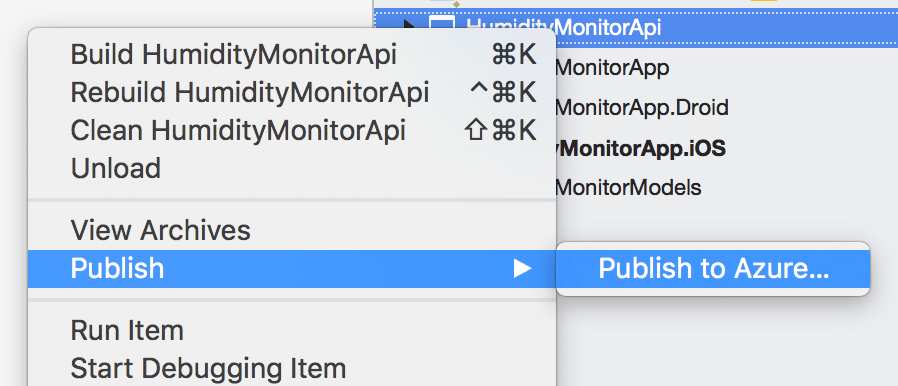 HumidityMonitorApi
Build HumidityMonitorApi ⌘K
MonitorApp
Rebuild HumidityMonitorApi ^⌘K
MonitorApp.Droid
Clean HumidityMonitorApi ⇧⌘K
yMonitorApp.iOS
Unload
MonitorModels
View Archives
Publish ▶
Publish to Azure...
Run Item
Start Debugging Item